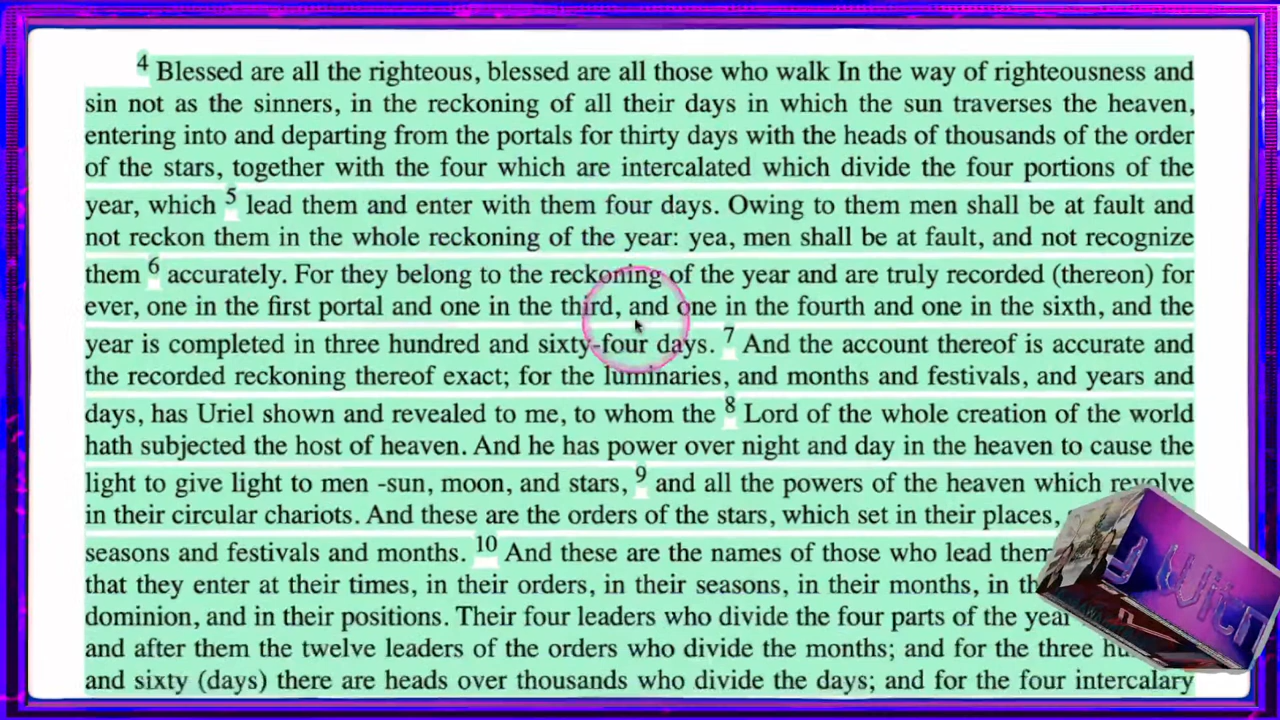 4 Blessed are all the righteous, blessed are all those who walk In the way of righteousness and
sin not as the sinners, in the reckoning of all their days in which the sun traverses the heaven,
entering into and departing from the portals for thirty days with the heads of thousands of the order
of the stars, together with the four which are intercalated which divide the four portions of the
year, which 5 lead them and enter with them four days. Owing to them men shall be at fault and
not reckon them in the whole reckoning of the year: yea, men shall be at fault, and not recognize
them 6 accurately. For they belong to the reckoning of the year and are truly recorded (thereon) for
ever, one in the first portal and one in the third, and one in the fourth and one in the sixth, and the
year is completed in three hundred and sixty-four days. 7 And the account thereof is accurate and
the recorded reckoning thereof exact; for the luminaries, and months and festivals, and years and
days, has Uriel shown and revealed to me, to whom the 8 Lord of the whole creation of the world
hath subjected the host of heaven. And he has power over night and day in the heaven to cause the
light to give light to men -sun, moon, and stars, 9 and all the powers of the heaven which revolve
in their circular chariots. And these are the orders of the stars, which set in their places,
seasons and festivals and months. 10 And these are the names of those who lead them
that they enter at their times, in their orders, in their seasons, in their months, in
dominion, and in their positions. Their four leaders who divide the four parts of the year
and after them the twelve leaders of the orders who divide the months; and for the three
and sixty (days) there are heads over thousands who divide the days; and for the four intercalary